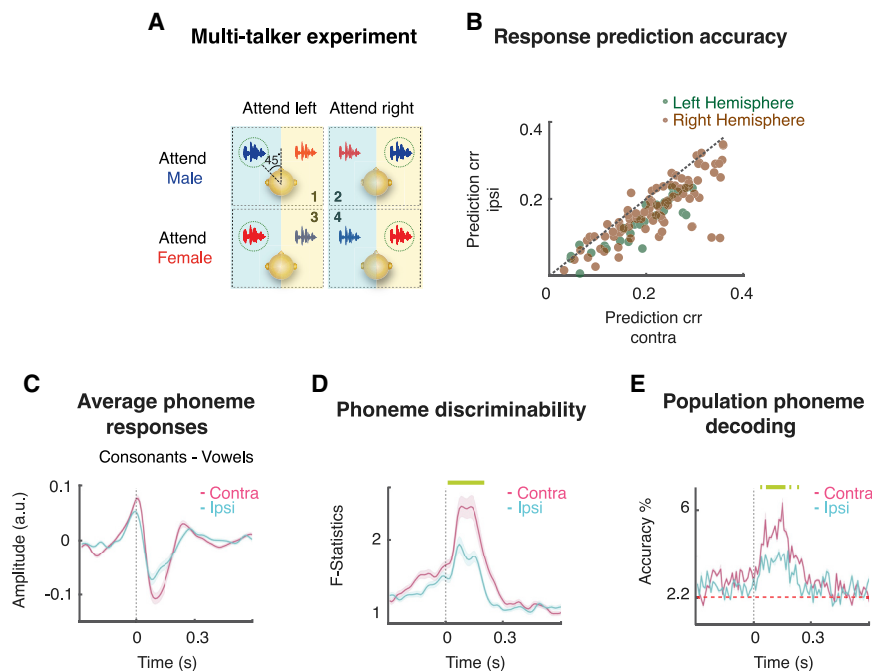 A Multi-talker experiment
Attend left Attend right
Attend
Male
45°
1 2
Attend
Female
3 4
B Response prediction accuracy
Left Hemisphere
Right Hemisphere
0.4
Prediction crr
ipsi
0.2
0 0.2 0.4
Prediction crr
contra
C Average phoneme
responses
Consonants - Vowels
Contra
Ipsi
0.1
0
-0.1
Amplitude (a.u.)
0 0.3
Time (s)
D Phoneme discriminability
Contra
Ipsi
2
1
F-Statistics
0 0.3
Time (s)
E Population phoneme
decoding
Contra
Ipsi
6
2.2
Accuracy %
0 0.3
Time (s)